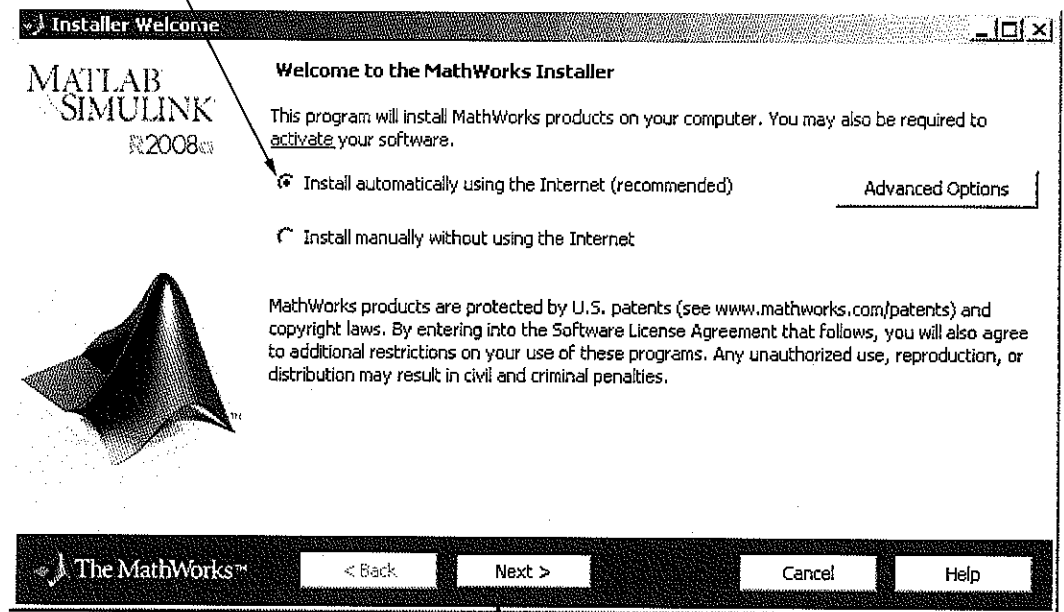 Installer Welcome
MATLAB
SIMULINK
R2008a
Welcome to the MathWorks Installer
This program will install MathWorks products on your computer. You may also be required to
activate your software.
Install automatically using the Internet (recommended)
Advanced Options
Install manually without using the Internet
MathWorks products are protected by U.S. patents (see www.mathworks.com/patents) and
copyright laws. By entering into the Software License Agreement that follows, you will also agree
to additional restrictions on your use of these programs. Any unauthorized use, reproduction, or
distribution may result in civil and criminal penalties.
TM
The MathWorks™
< Back
Next >
Cancel
Help